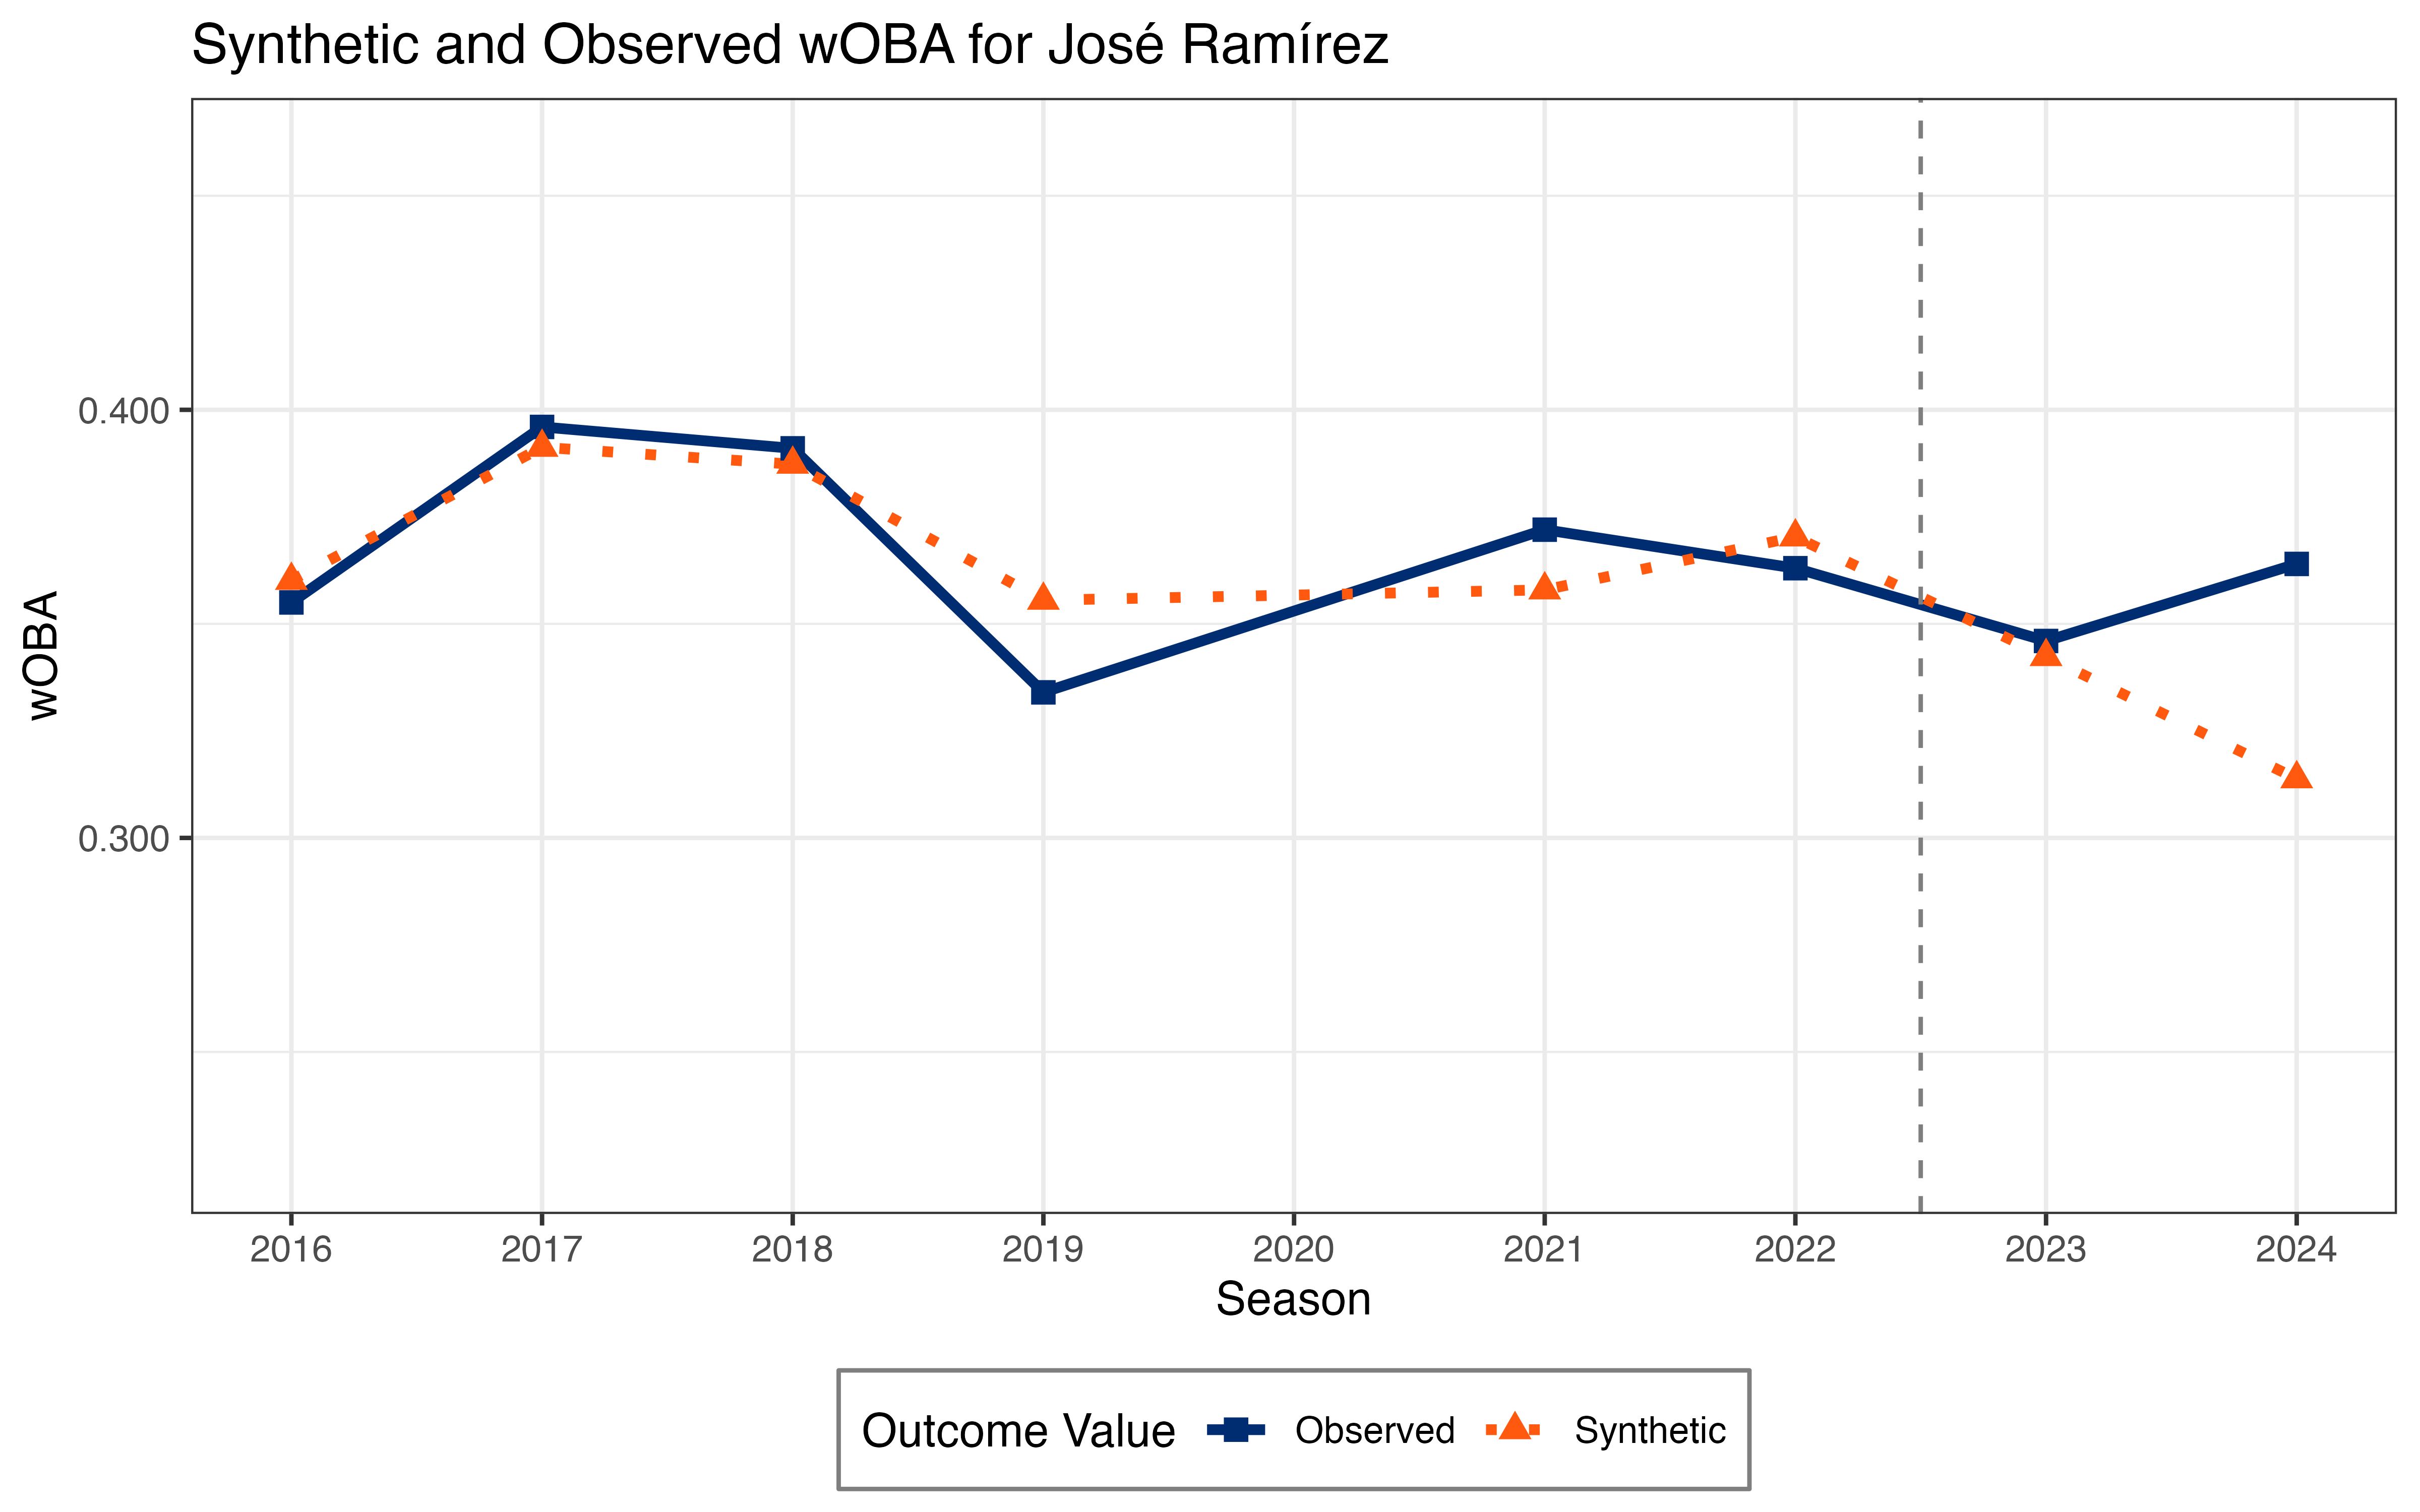 Synthetic and Observed wOBA for José Ramírez
wOBA
0.400
0.300
2016 2017 2018 2019 2020 2021 2022 2023 2024
Season
Outcome Value Observed Synthetic